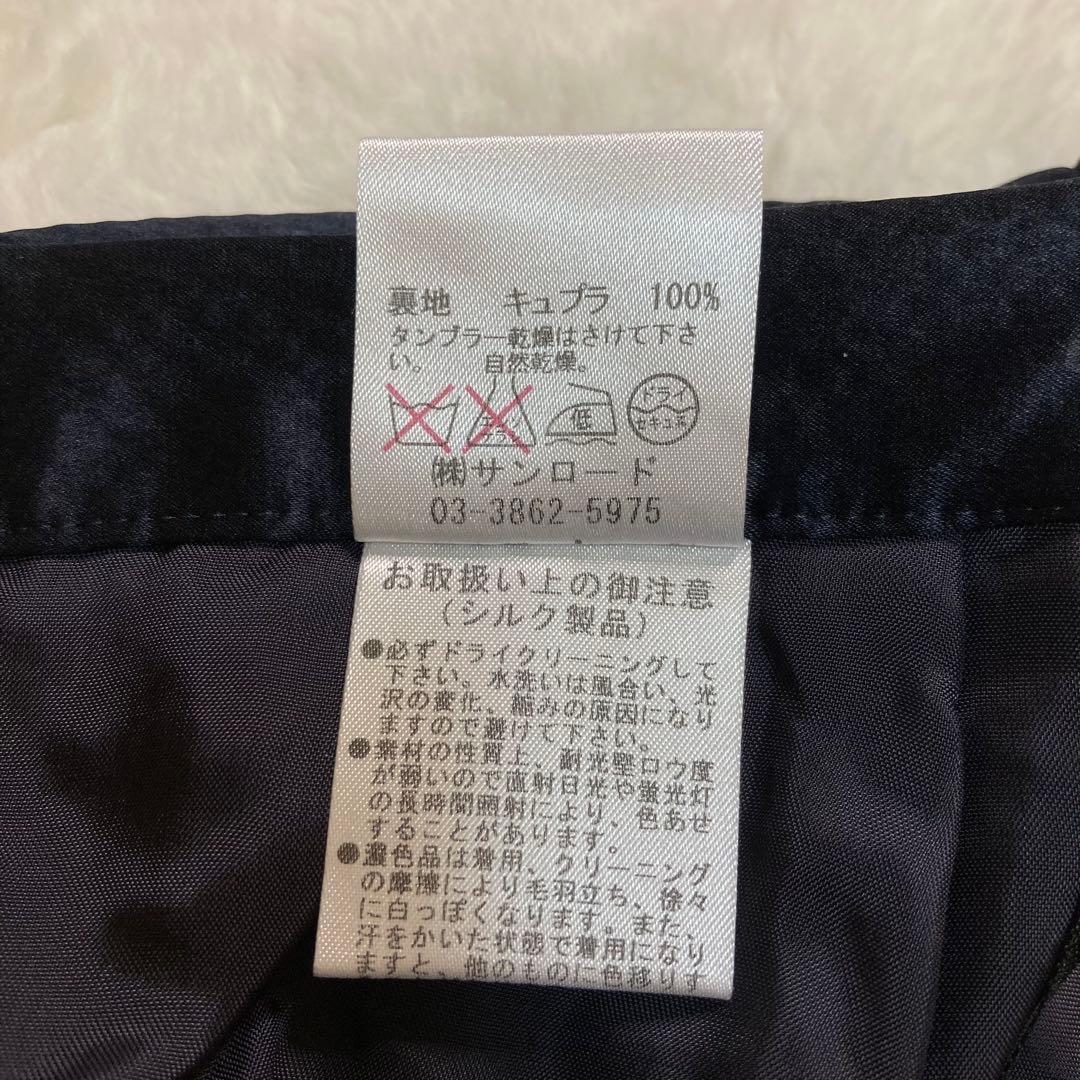 裏地　キュプラ　100%
タンブラー乾燥はさけて下さ
い。　自然乾燥。
エンソ
サラシ
低
ドライ
セキユ系
㈱サンロード
03-3862-5975
お取扱い上の御注意
(シルク製品)
●必ずドライクリーニングして
下さい。水洗いは風合い、光
沢の変化、縮みの原因になり
ますので避けて下さい。
●素材の性質上、耐光堅ロウ度
が弱いので直射日光や蛍光灯
の長時間照射により、色あせ
することがあります。
●濃色品は着用、クリーニング
の摩擦により毛羽立ち、徐々
に白っぽくなります。また、
汗をかいた状態で着用になり
ますと、他のものに色移りす